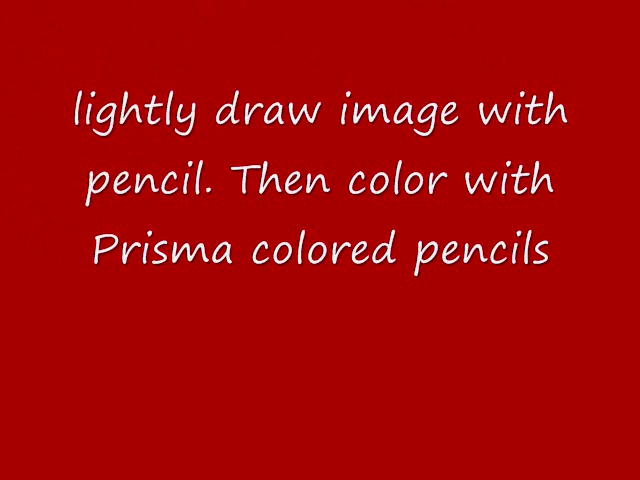 lightly draw image with
pencil. Then color with
Prisma colored pencils